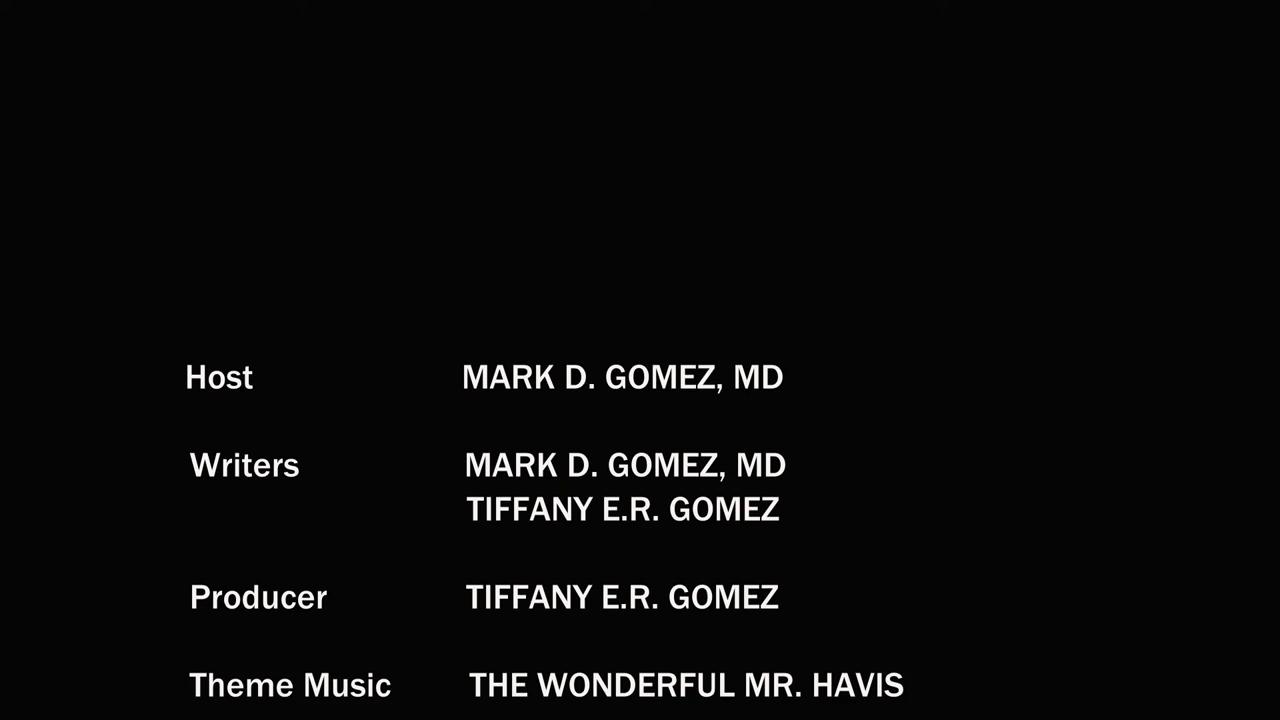 Host MARK D. GOMEZ, MD
Writers MARK D. GOMEZ, MD
TIFFANY E.R. GOMEZ
Producer TIFFANY E.R. GOMEZ
Theme Music THE WONDERFUL MR. HAVIS